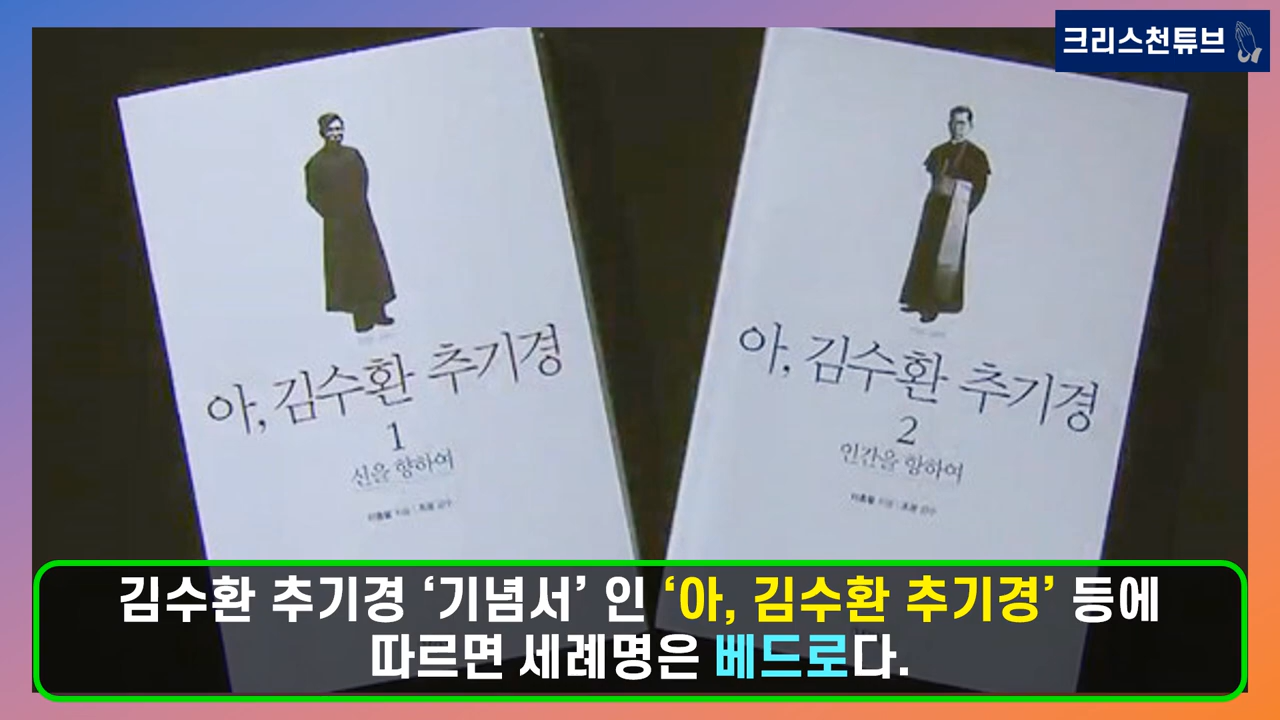 크리스천튜브
아, 김수환 추기경
1
신을 향하여
아, 김수환 추기경
2
인간을 향하여
김수환 추기경 ‘기념서’ 인 ‘아, 김수환 추기경’ 등에
따르면 세례명은 베드로다.